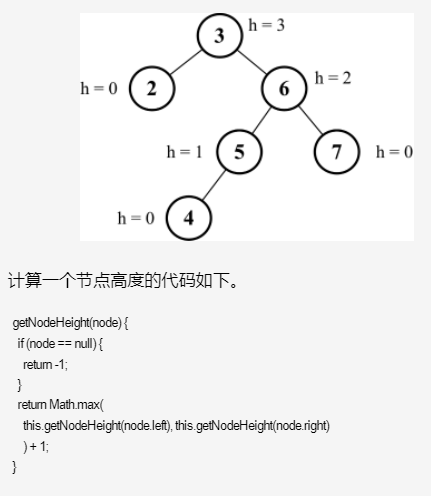 3 h = 3
h = 0 2 6 h = 2
h = 1 5 7 h = 0
h = 0 4
计算一个节点高度的代码如下。
getNodeHeight(node) {
if (node == null) {
return -1;
}
return Math.max(
this.getNodeHeight(node.left), this.getNodeHeight(node.right)
) + 1;
}